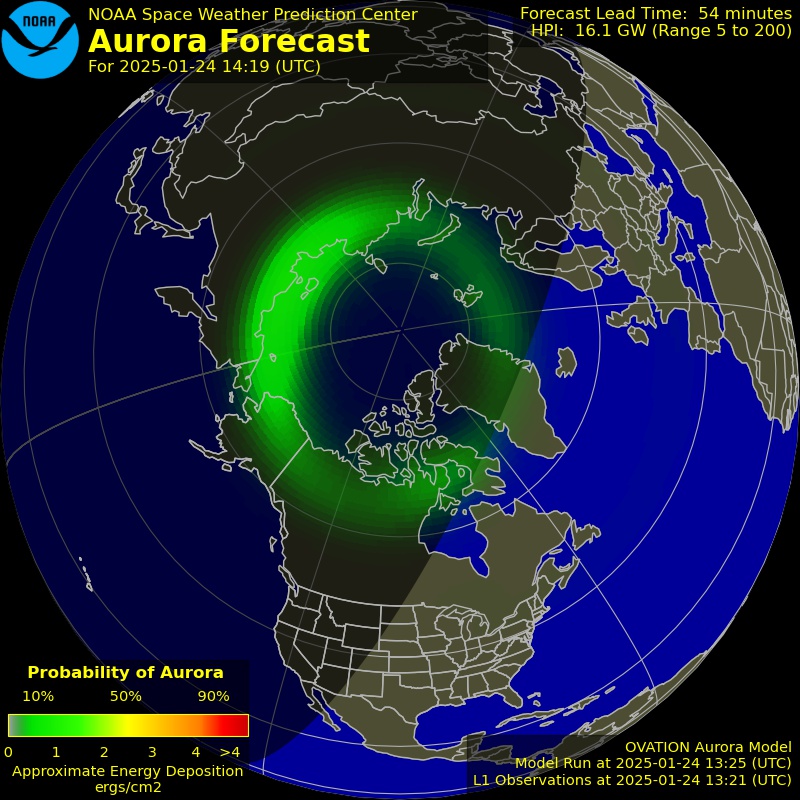 NOAA
NOAA Space Weather Prediction Center
Aurora Forecast
For 2025-01-24 14:19 (UTC)
Forecast Lead Time: 54 minutes
HPI: 16.1 GW (Range 5 to 200)
Probability of Aurora
10% 50% 90%
0 1 2 3 4 >4
Approximate Energy Deposition
ergs/cm2
OVATION Aurora Model
Model Run at 2025-01-24 13:25 (UTC)
L1 Observations at 2025-01-24 13:21 (UTC)